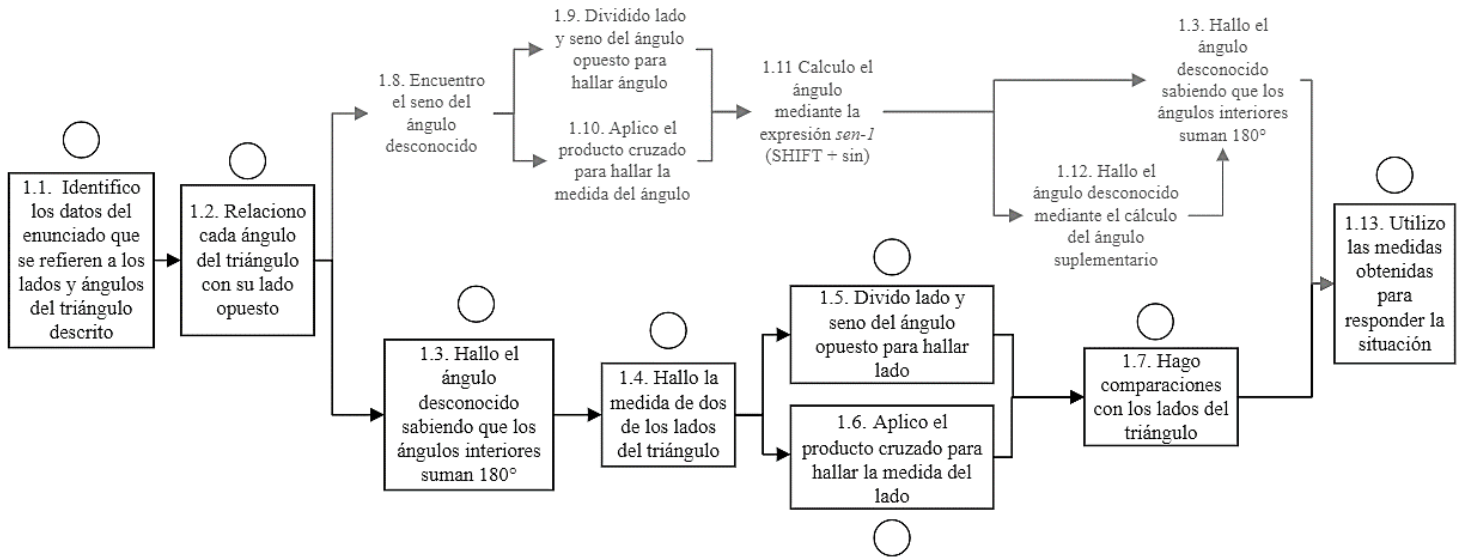 1.1. Identifico
los datos del
enunciado que
se refieren a los
lados y ángulos
del triángulo
descrito
1.2. Relaciono
cada ángulo
del triángulo
con su lado
opuesto
1.8. Encuentro
el seno del
ángulo
desconocido
1.9. Dividido lado
y seno del ángulo
opuesto para
hallar ángulo
1.10. Aplico el
producto cruzado
para hallar la
medida del ángulo
1.11 Calculo el
ángulo
mediante la
expresión sen-1
(SHIFT + sin)
1.3. Hallo el
ángulo
desconocido
sabiendo que los
ángulos interiores
suman 180°
1.12. Hallo el
ángulo desconocido
mediante el cálculo
del ángulo
suplementario
1.3. Hallo el
ángulo
desconocido
sabiendo que los
ángulos interiores
suman 180°
1.4. Hallo la
medida de dos
de los lados
del triángulo
1.5. Divido lado y
seno del ángulo
opuesto para hallar
lado
1.6. Aplico el
producto cruzado para
hallar la medida del
lado
1.7. Hago
comparaciones
con los lados del
triángulo
1.13. Utilizo
las medidas
obtenidas
para
responder la
situación